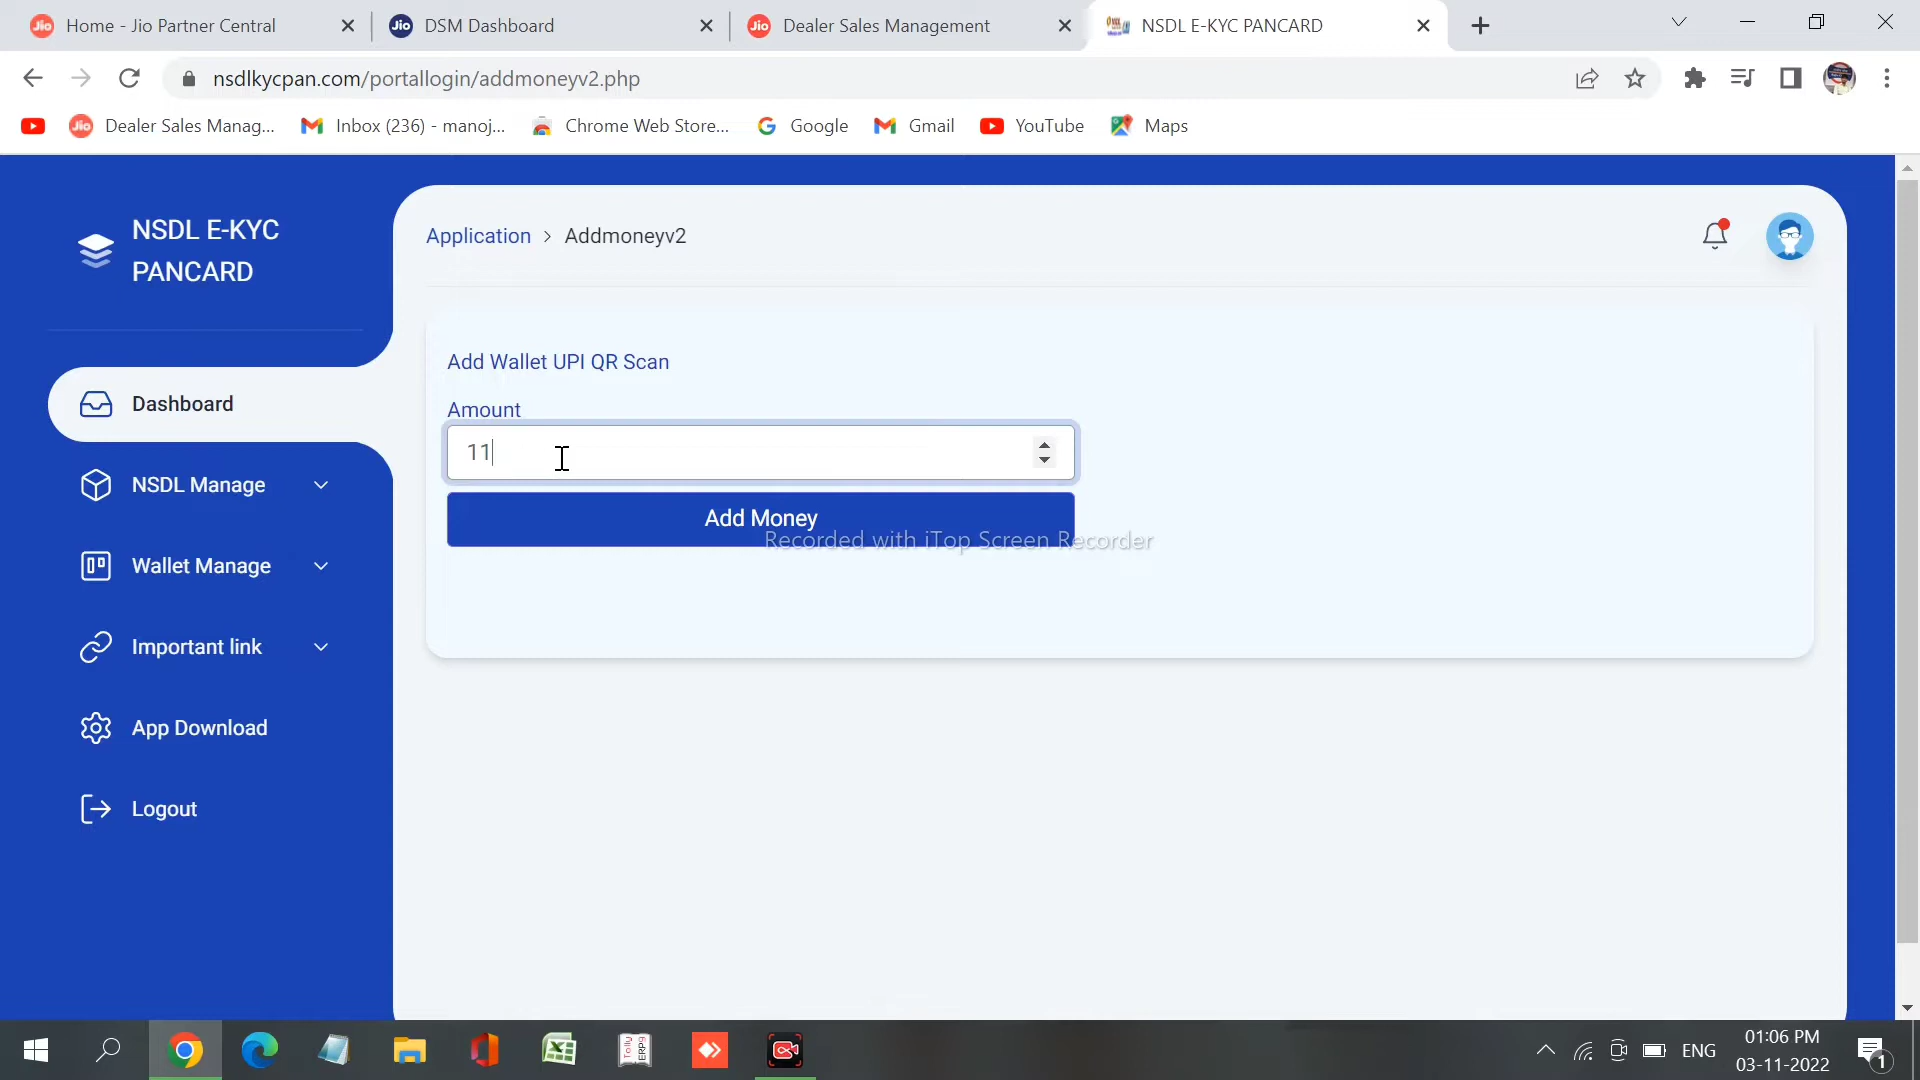 Home - Jio Partner Central
DSM Dashboard
Dealer Sales Management
NSDL E-KYC PANCARD
nsdlkycpan.com/portallogin/addmoneyv2.php
Dealer Sales Manag...
Inbox (236) - manoj...
Chrome Web Store...
Google
Gmail
YouTube
Maps
NSDL E-KYC
PANCARD
Application > Addmoneyv2
Add Wallet UPI QR Scan
Amount
11
Add Money
Recorded with iTop Screen Recorder
Dashboard
NSDL Manage
Wallet Manage
Important link
App Download
Logout
ENG
01:06 PM
03-11-2022
1